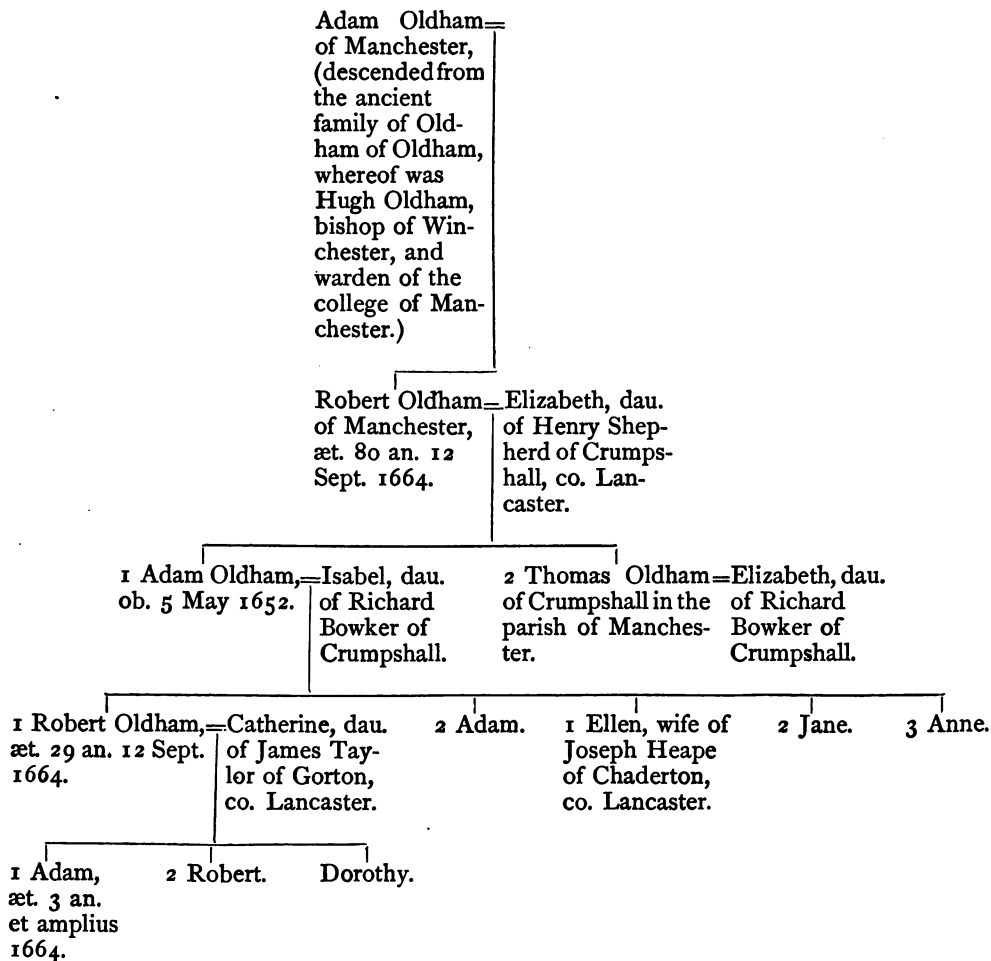 Adam Oldham=
of Manchester,
(descended from
the ancient
family of Old-
ham of Oldham,
whereof was
Hugh Oldham,
bishop of Win-
chester, and
warden of the
college of Man-
chester.)
Robert Oldham=
of Manchester,
æt. 80 an. 12
Sept. 1664.
Elizabeth, dau.
of Henry Shep-
herd of Crumps-
hall, co. Lan-
caster.
1 Adam Oldham,=
ob. 5 May 1652.
Isabel, dau.
of Richard
Bowker of
Crumpshall.
2 Thomas Oldham=
of Crumpshall in the
parish of Manches-
ter.
Elizabeth, dau.
of Richard
Bowker of
Crumpshall.
1 Robert Oldham,=
æt. 29 an. 12 Sept.
1664.
Catherine, dau.
of James Tay-
lor of Gorton,
co. Lancaster.
2 Adam.
1 Ellen, wife of
Joseph Heape
of Chaderton,
co. Lancaster.
2 Jane.
3 Anne.
1 Adam,
æt. 3 an.
et amplius
1664.
2 Robert.
Dorothy.